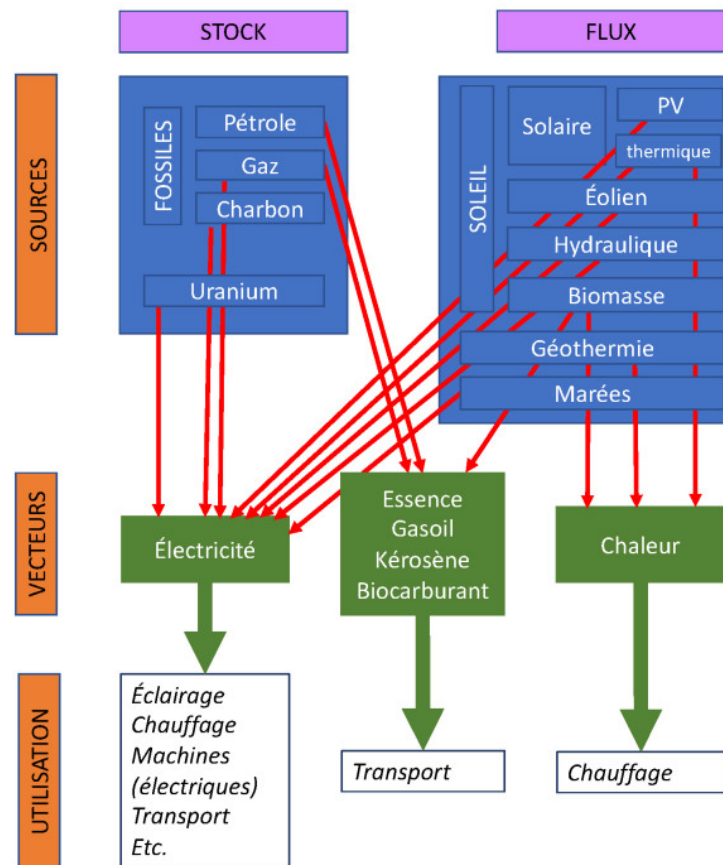 STOCK
FLUX
SOURCES
FOSSILES
Pétrole
Gaz
Charbon
Uranium
SOLEIL
Solaire
PV
thermique
Éolien
Hydraulique
Biomasse
Géothermie
Marées
VECTEURS
Électricité
Essence
Gasoil
Kérosène
Biocarburant
Chaleur
UTILISATION
Éclairage
Chauffage
Machines
(électriques)
Transport
Etc.
Transport
Chauffage